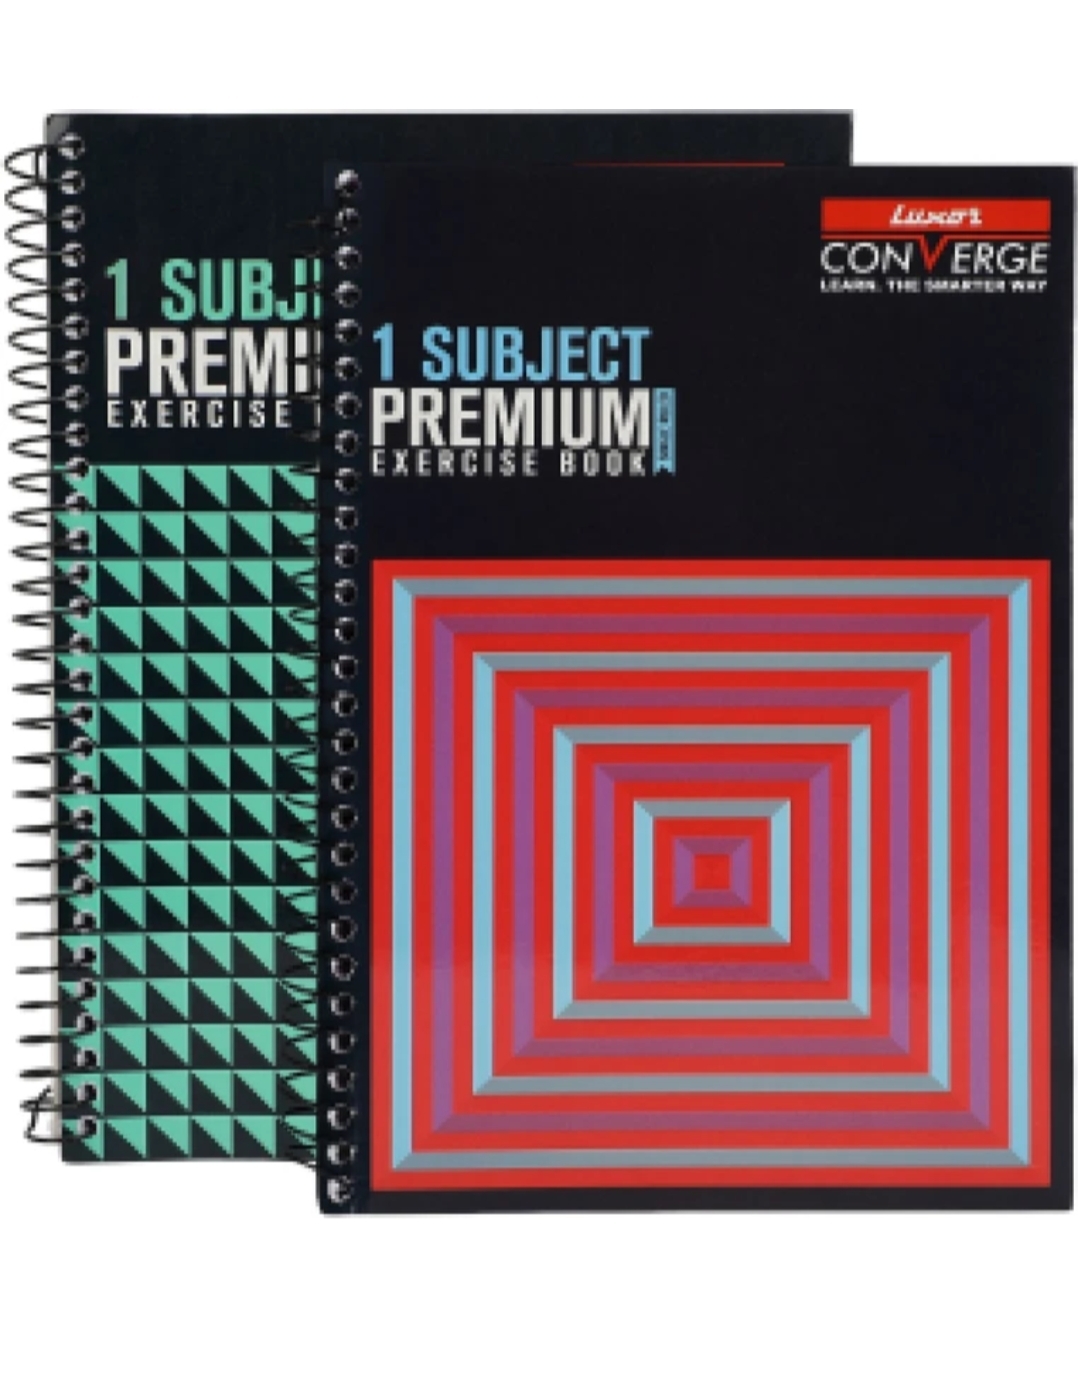 1 SUBJ
PREMI
EXERCISE
Luxor
CONVERGE
LEARN. THE SMARTER WAY
1 SUBJECT
PREMIUM
EXERCISE BOOK